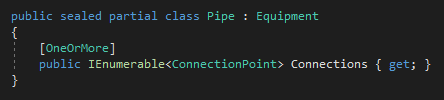 public sealed partial class Pipe : Equipment
{
[OneOrMore]
public IEnumerable<ConnectionPoint> Connections { get; }
}